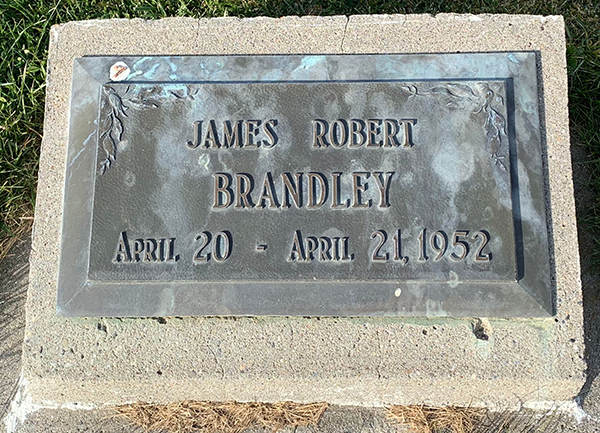 JAMES ROBERT
BRANDLEY
APRIL 20 - APRIL 21, 1952